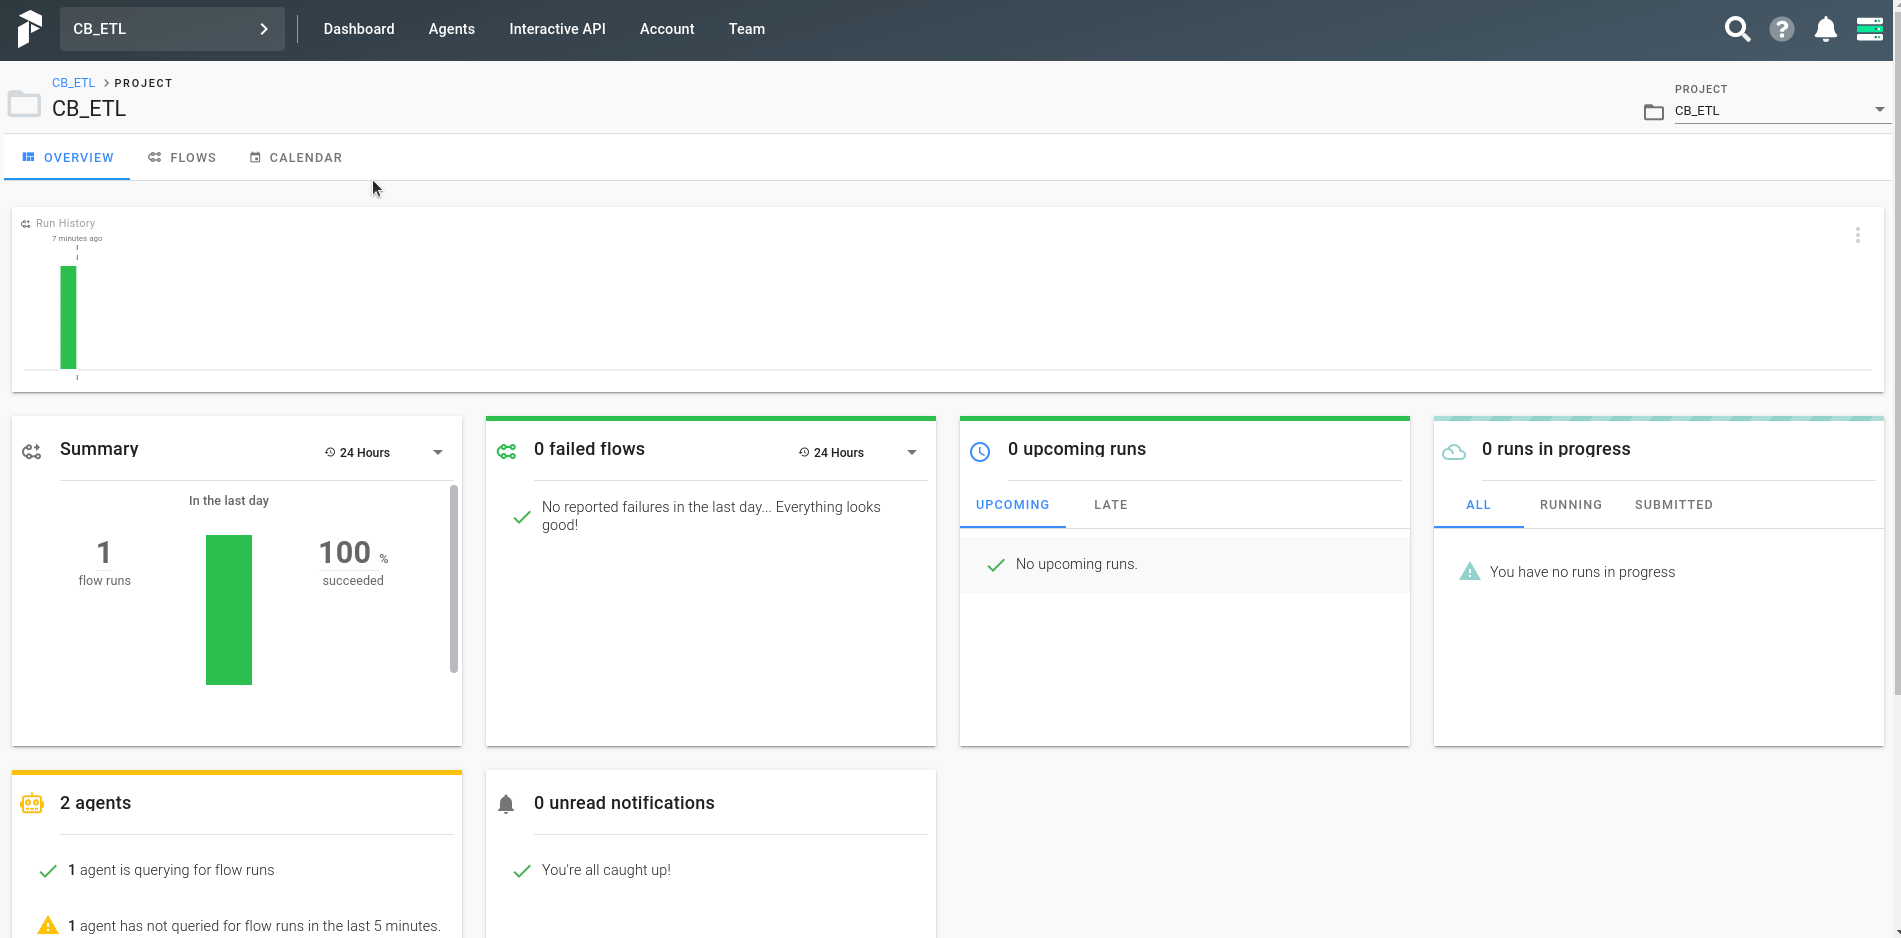 CB_ETL
Dashboard
Agents
Interactive API
Account
Team
CB_ETL > PROJECT
CB_ETL
PROJECT
CB_ETL
OVERVIEW
FLOWS
CALENDAR
Run History
7 minutes ago
Summary
24 Hours
In the last day
1
flow runs
100 %
succeeded
0 failed flows
24 Hours
No reported failures in the last day... Everything looks
good!
0 upcoming runs
UPCOMING
LATE
No upcoming runs.
0 runs in progress
ALL
RUNNING
SUBMITTED
You have no runs in progress
2 agents
1 agent is querying for flow runs
1 agent has not queried for flow runs in the last 5 minutes.
0 unread notifications
You're all caught up!